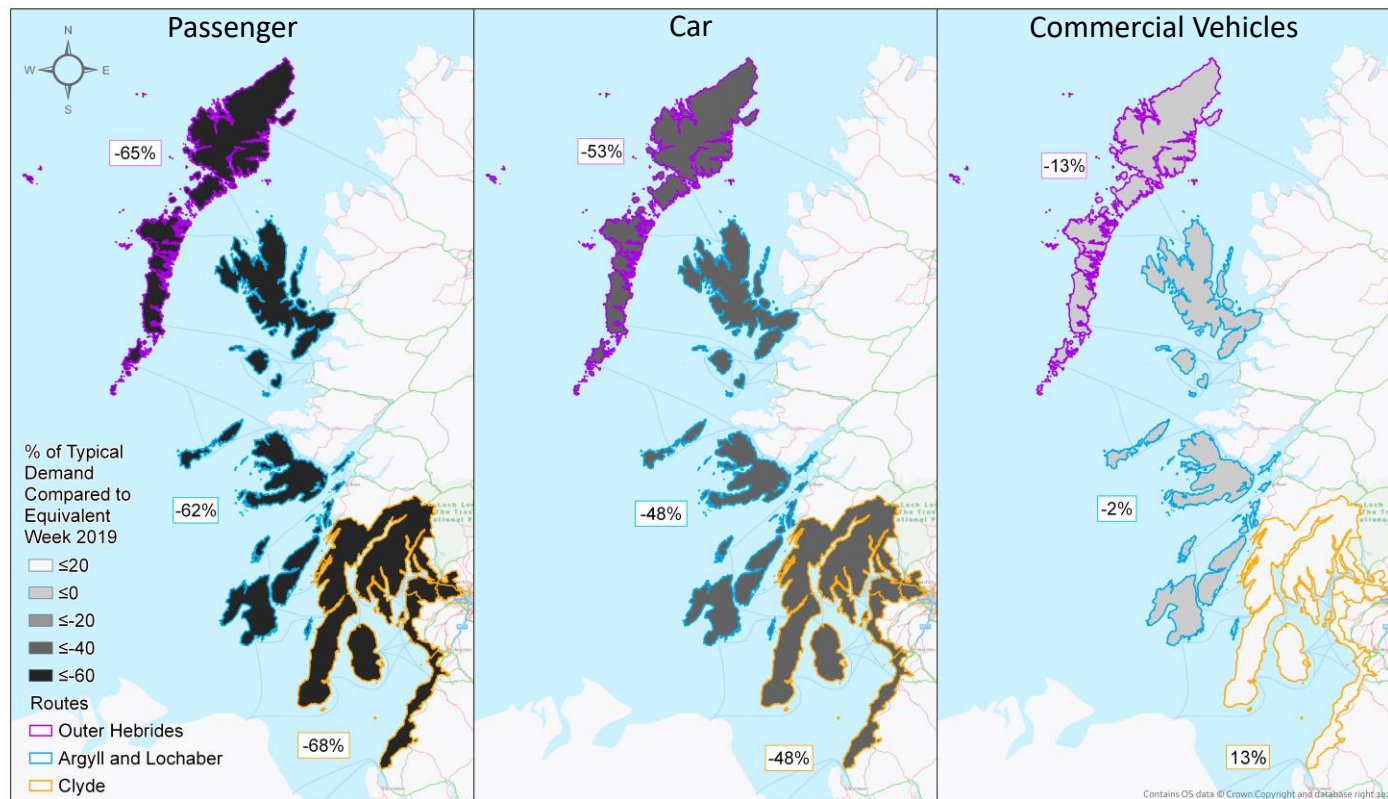 Passenger
Car
Commercial Vehicles
N
W
E
S
-65%
-53%
-13%
-62%
-48%
-2%
-68%
-48%
13%
% of Typical
Demand
Compared to
Equivalent
Week 2019
≤20
≤0
≤-20
≤-40
≤-60
Routes
Outer Hebrides
Argyll and Lochaber
Clyde
Contains OS data © Crown Copyright and database right